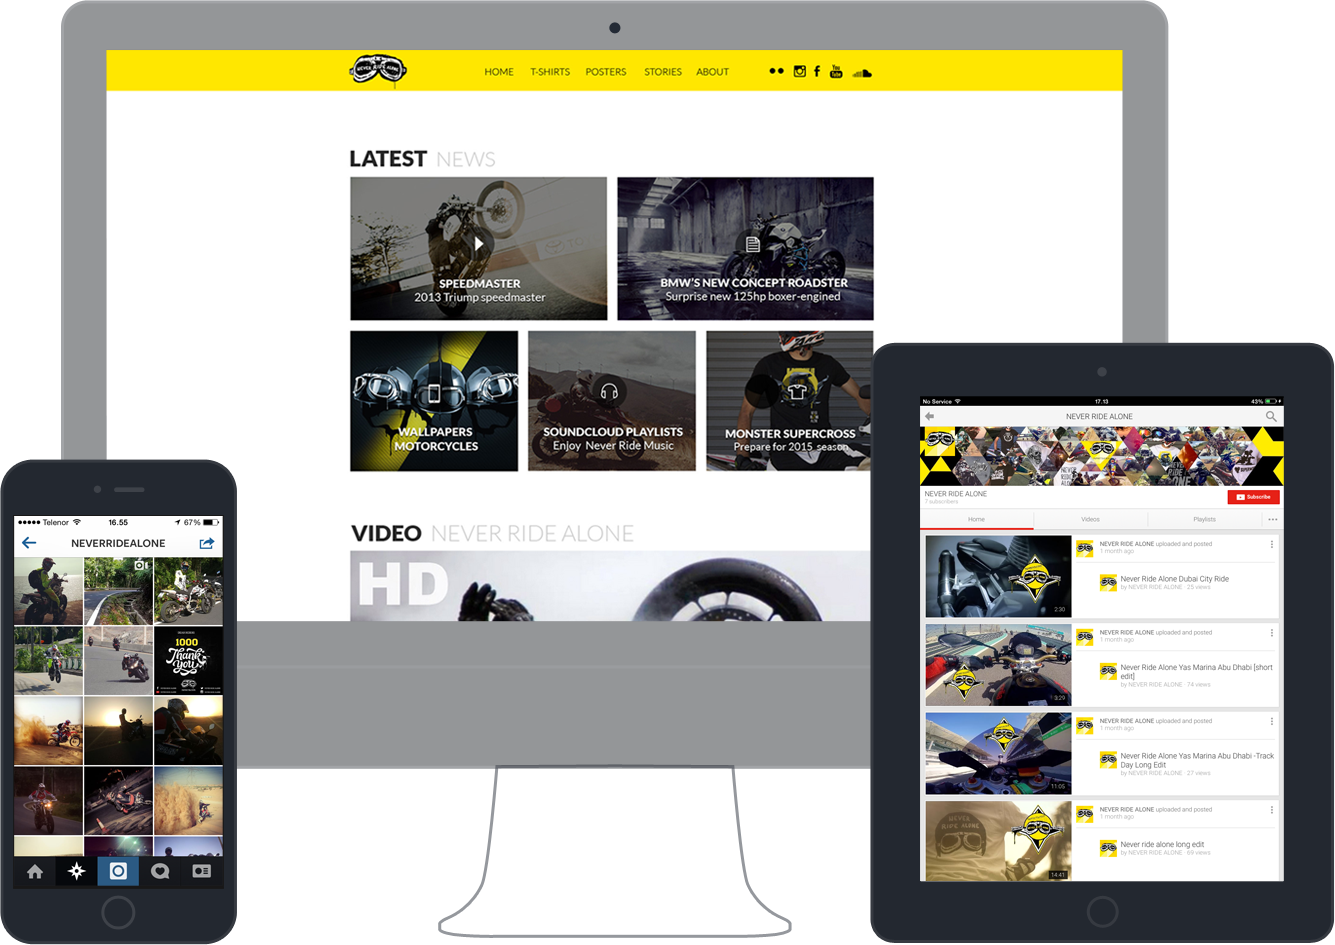 NEVER RIDE ALONE
HOME T-SHIRTS POSTERS STORIES ABOUT
You
Tube
LATEST NEWS
SPEEDMASTER
2013 Triump speedmaster
BMW'S NEW CONCEPT ROADSTER
Surprise new 125hp boxer-engined
WALLPAPERS
MOTORCYCLES
SOUNDCLOUD PLAYLISTS
Enjoy Never Ride Music
MONSTER SUPERCROSS
Prepare for 2015 season
VIDEO NEVER RIDE ALONE
HD
Telenor 16.55 67%
NEVERRIDEALONE
1000
Thank
you
No Service 17.13 43%
NEVER RIDE ALONE
NEVER RIDE ALONE
7 subscribers
Subscribe
Home Videos Playlists
2:30
NEVER RIDE ALONE uploaded and posted
1 month ago
Never Ride Alone Dubai City Ride
by NEVER RIDE ALONE · 25 views
3:29
NEVER RIDE ALONE uploaded and posted
1 month ago
Never Ride Alone Yas Marina Abu Dhabi [short
edit]
by NEVER RIDE ALONE · 74 views
11:05
NEVER RIDE ALONE uploaded and posted
1 month ago
Never Ride Alone Yas Marina Abu Dhabi -Track
Day Long Edit
by NEVER RIDE ALONE · 27 views
NEVER
RIDE ALONE
14:41
NEVER RIDE ALONE uploaded and posted
1 month ago
Never ride alone long edit
by NEVER RIDE ALONE · 69 views